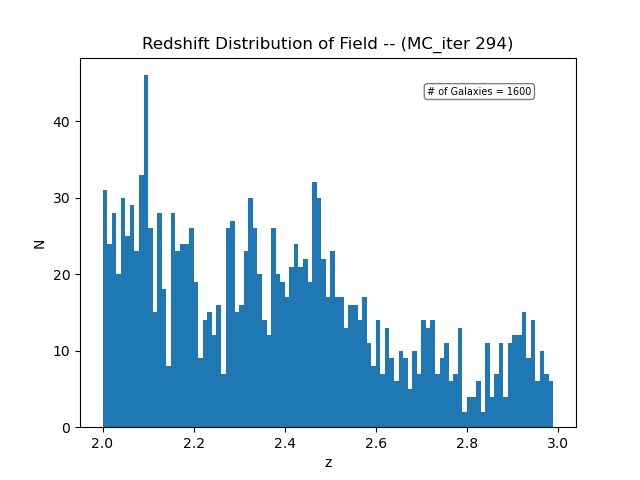 Redshift Distribution of Field -- (MC_iter 294)
# of Galaxies = 1600
40
30
20
10
0
N
2.0 2.2 2.4 2.6 2.8 3.0
z